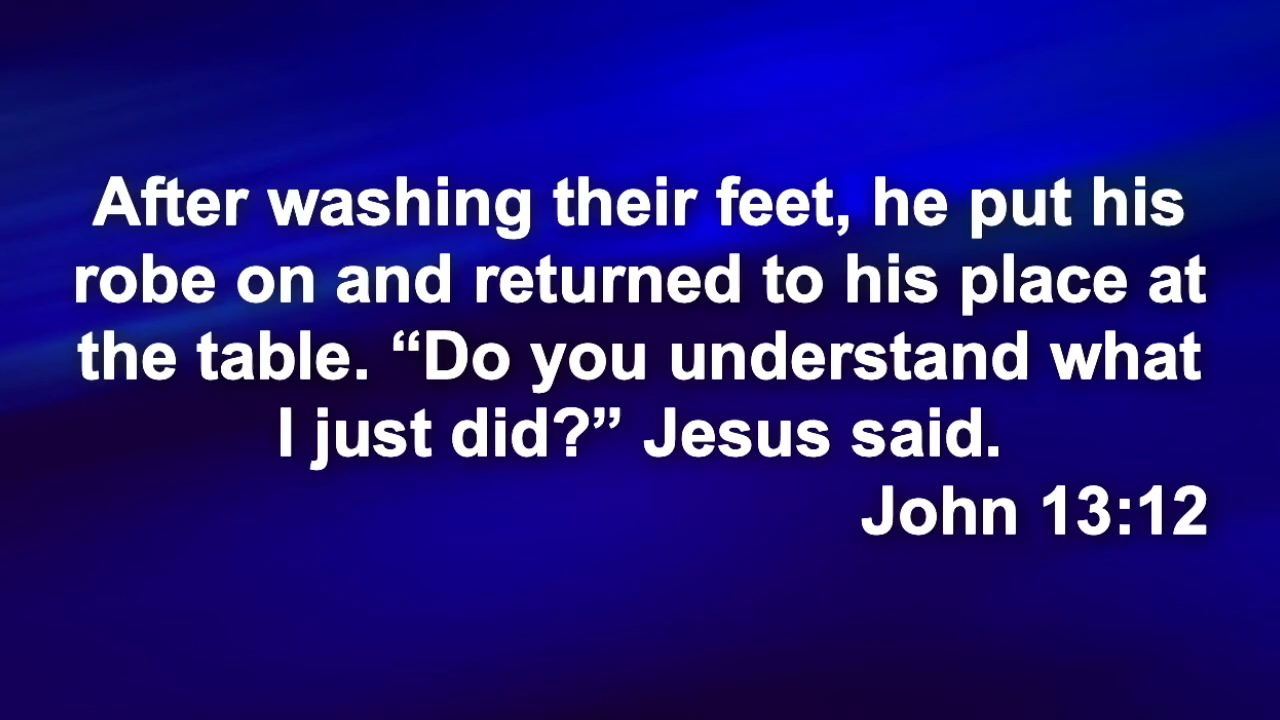 After washing their feet, he put his
robe on and returned to his place at
the table. “Do you understand what
I just did?” Jesus said.
John 13:12